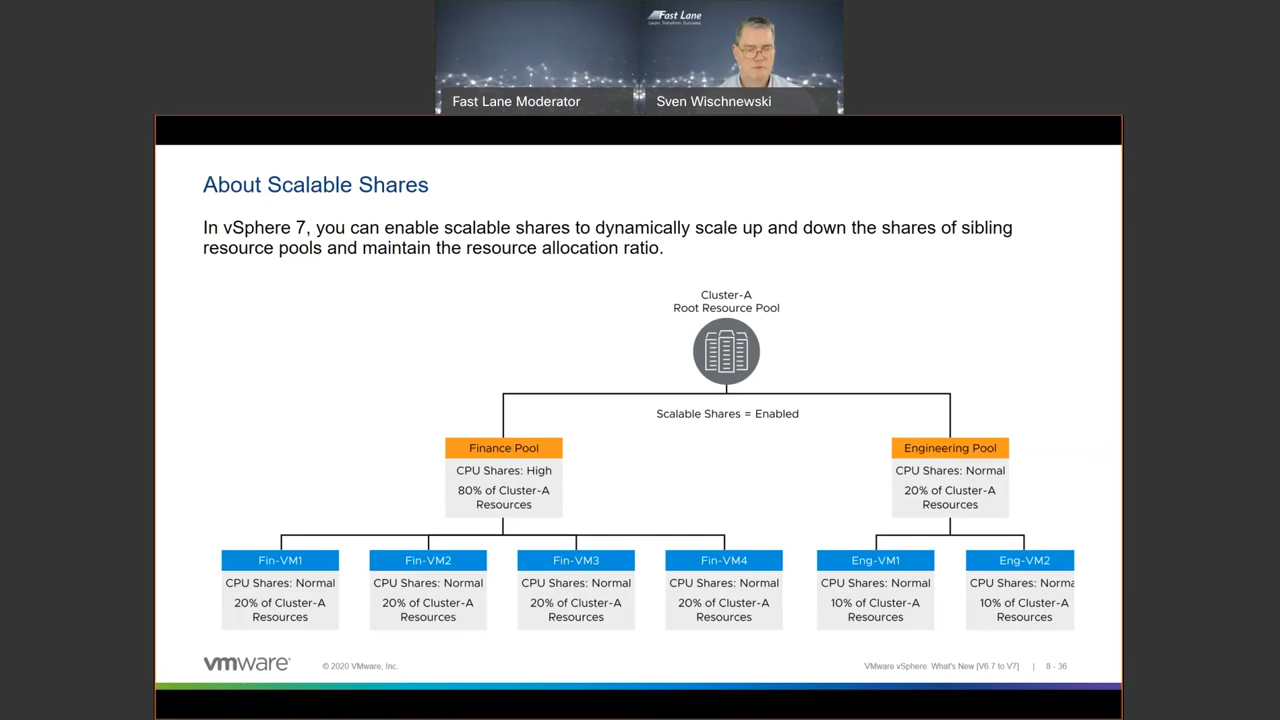 Fast Lane
Learn. Transform. Succeed.
Fast Lane Moderator
Sven Wischnewski
About Scalable Shares
In vSphere 7, you can enable scalable shares to dynamically scale up and down the shares of sibling
resource pools and maintain the resource allocation ratio.
Cluster-A
Root Resource Pool
Scalable Shares = Enabled
Finance Pool
CPU Shares: High
80% of Cluster-A
Resources
Engineering Pool
CPU Shares: Normal
20% of Cluster-A
Resources
Fin-VM1
CPU Shares: Normal
20% of Cluster-A
Resources
Fin-VM2
CPU Shares: Normal
20% of Cluster-A
Resources
Fin-VM3
CPU Shares: Normal
20% of Cluster-A
Resources
Fin-VM4
CPU Shares: Normal
20% of Cluster-A
Resources
Eng-VM1
CPU Shares: Normal
10% of Cluster-A
Resources
Eng-VM2
CPU Shares: Norma
10% of Cluster-A
Resources
vmware®
© 2020 VMware, Inc.
VMware vSphere: What's New [V6.7 to V7] | 8 - 36